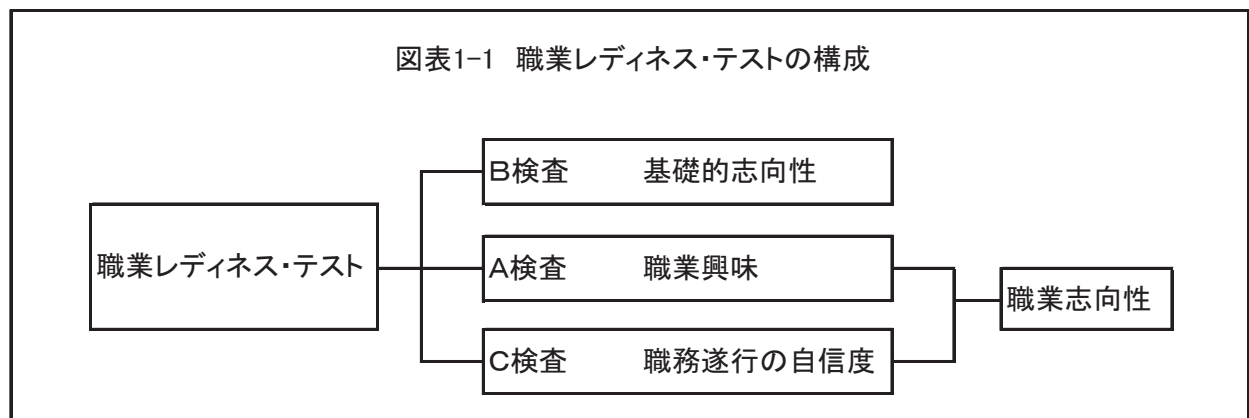 図表1-1 職業レディネス・テストの構成
B検査 基礎的志向性
職業レディネス・テスト
A検査 職業興味
職業志向性
C検査 職務遂行の自信度